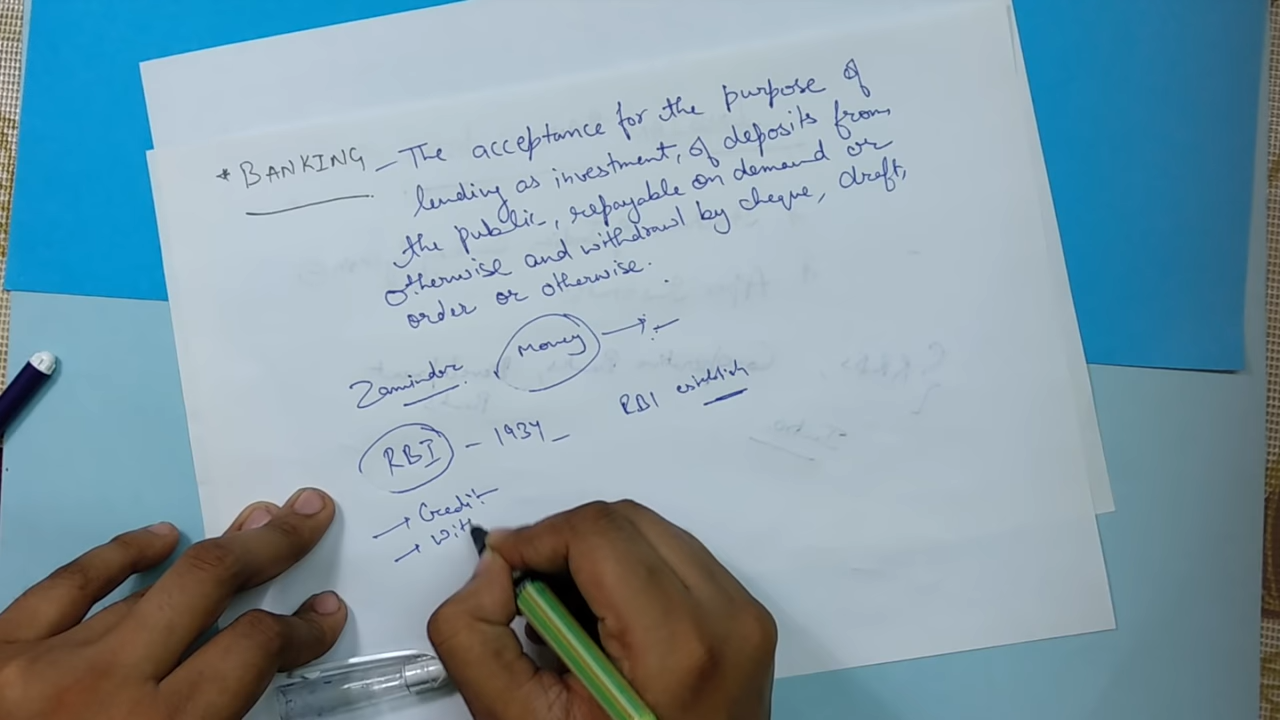 * BANKING - The acceptance for the purpose of
lending as investment, of deposits from
the public, repayable on demand or
otherwise and withdrawl by cheque, draft,
order or otherwise.
Zamindar Money →
RBI establish
RBI - 1934
→ Credit
→ Wit